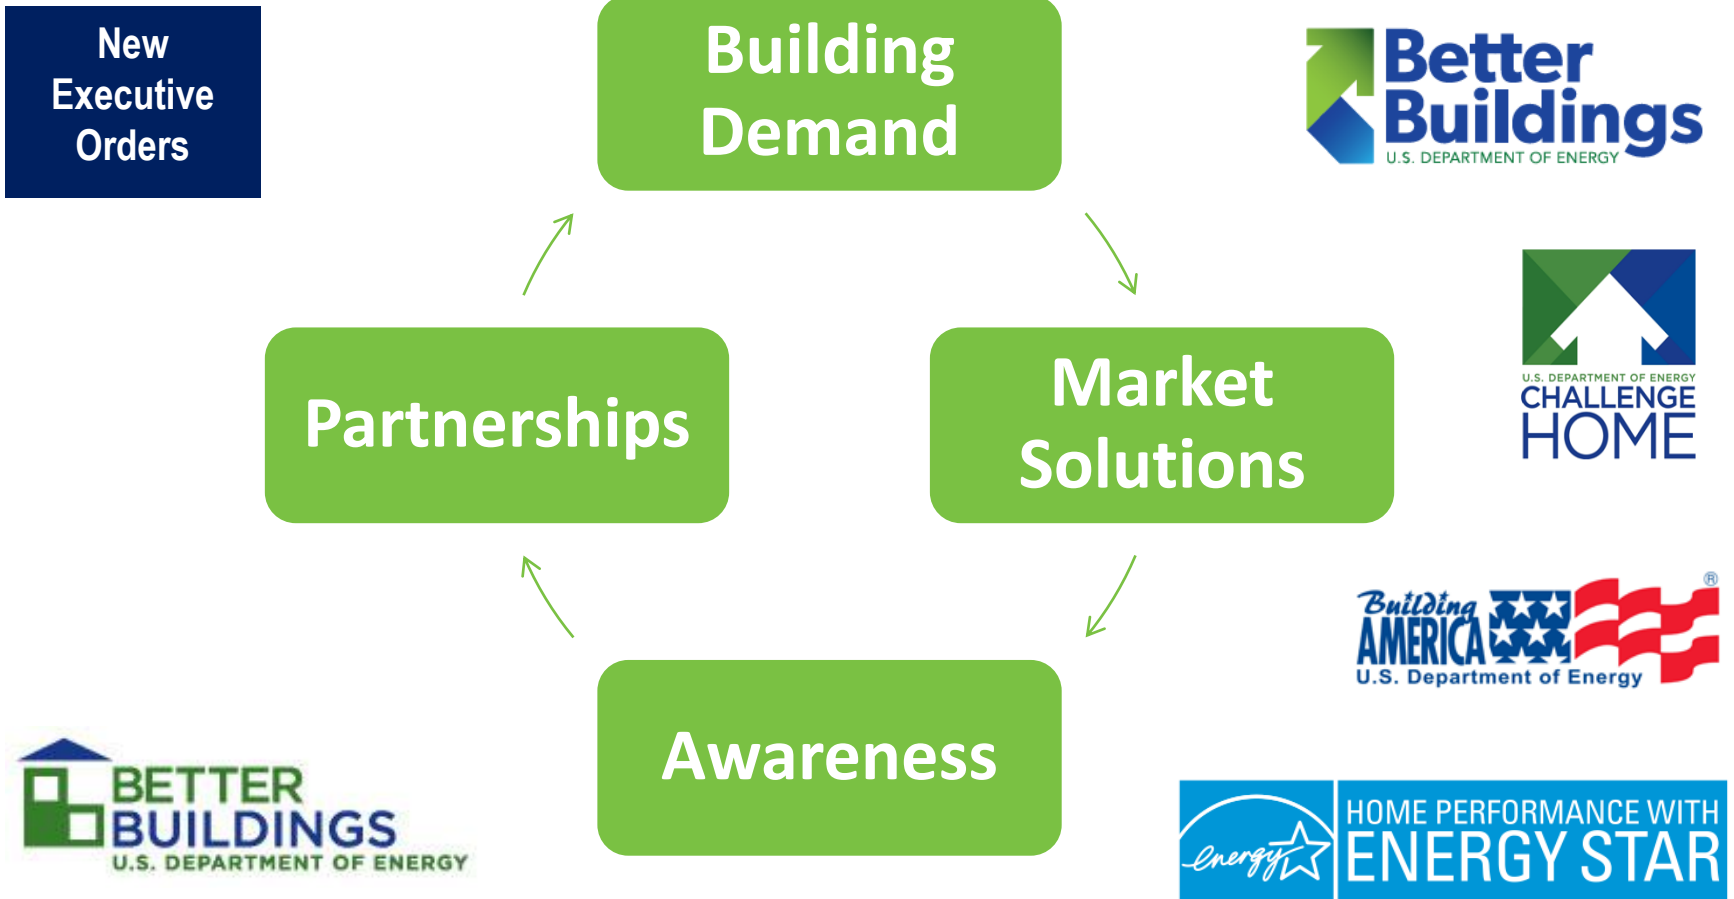 New
Executive
Orders
Building
Demand
Better
Buildings
U.S. DEPARTMENT OF ENERGY
Partnerships
Market
Solutions
U.S. DEPARTMENT OF ENERGY
CHALLENGE
HOME
Building
AMERICA
®
U.S. Department of Energy
Awareness
BETTER
BUILDINGS
U.S. DEPARTMENT OF ENERGY
energy
HOME PERFORMANCE WITH
ENERGY STAR